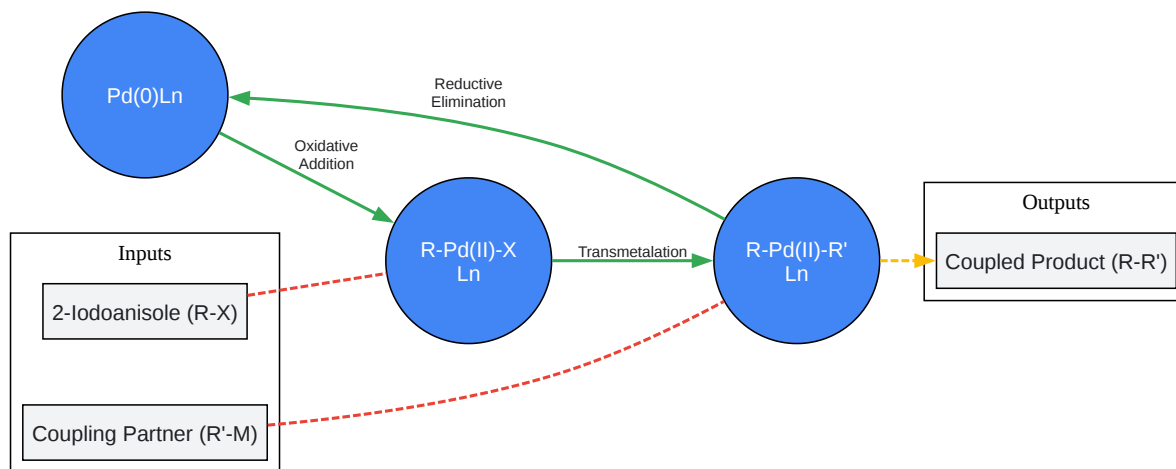 Pd(0)Ln
Reductive
Elimination
Oxidative
Addition
Inputs
2-Iodoanisole (R-X)
Coupling Partner (R'-M)
R-Pd(II)-X
Ln
Transmetalation
R-Pd(II)-R'
Ln
Outputs
Coupled Product (R-R')